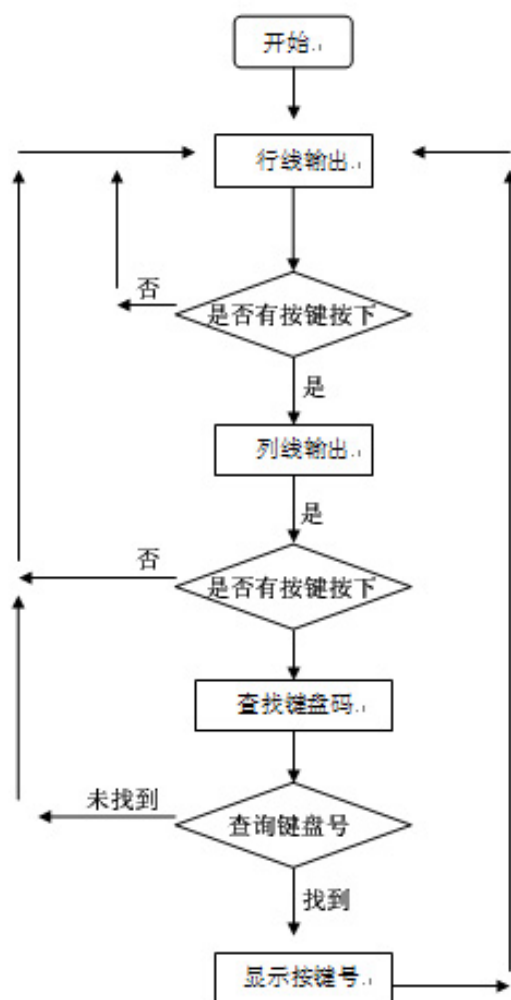 开始
行线输出
否
是否有按键按下
是
列线输出
是
否
是否有按键按下
查找键盘码
未找到
查询键盘号
找到
显示按键号